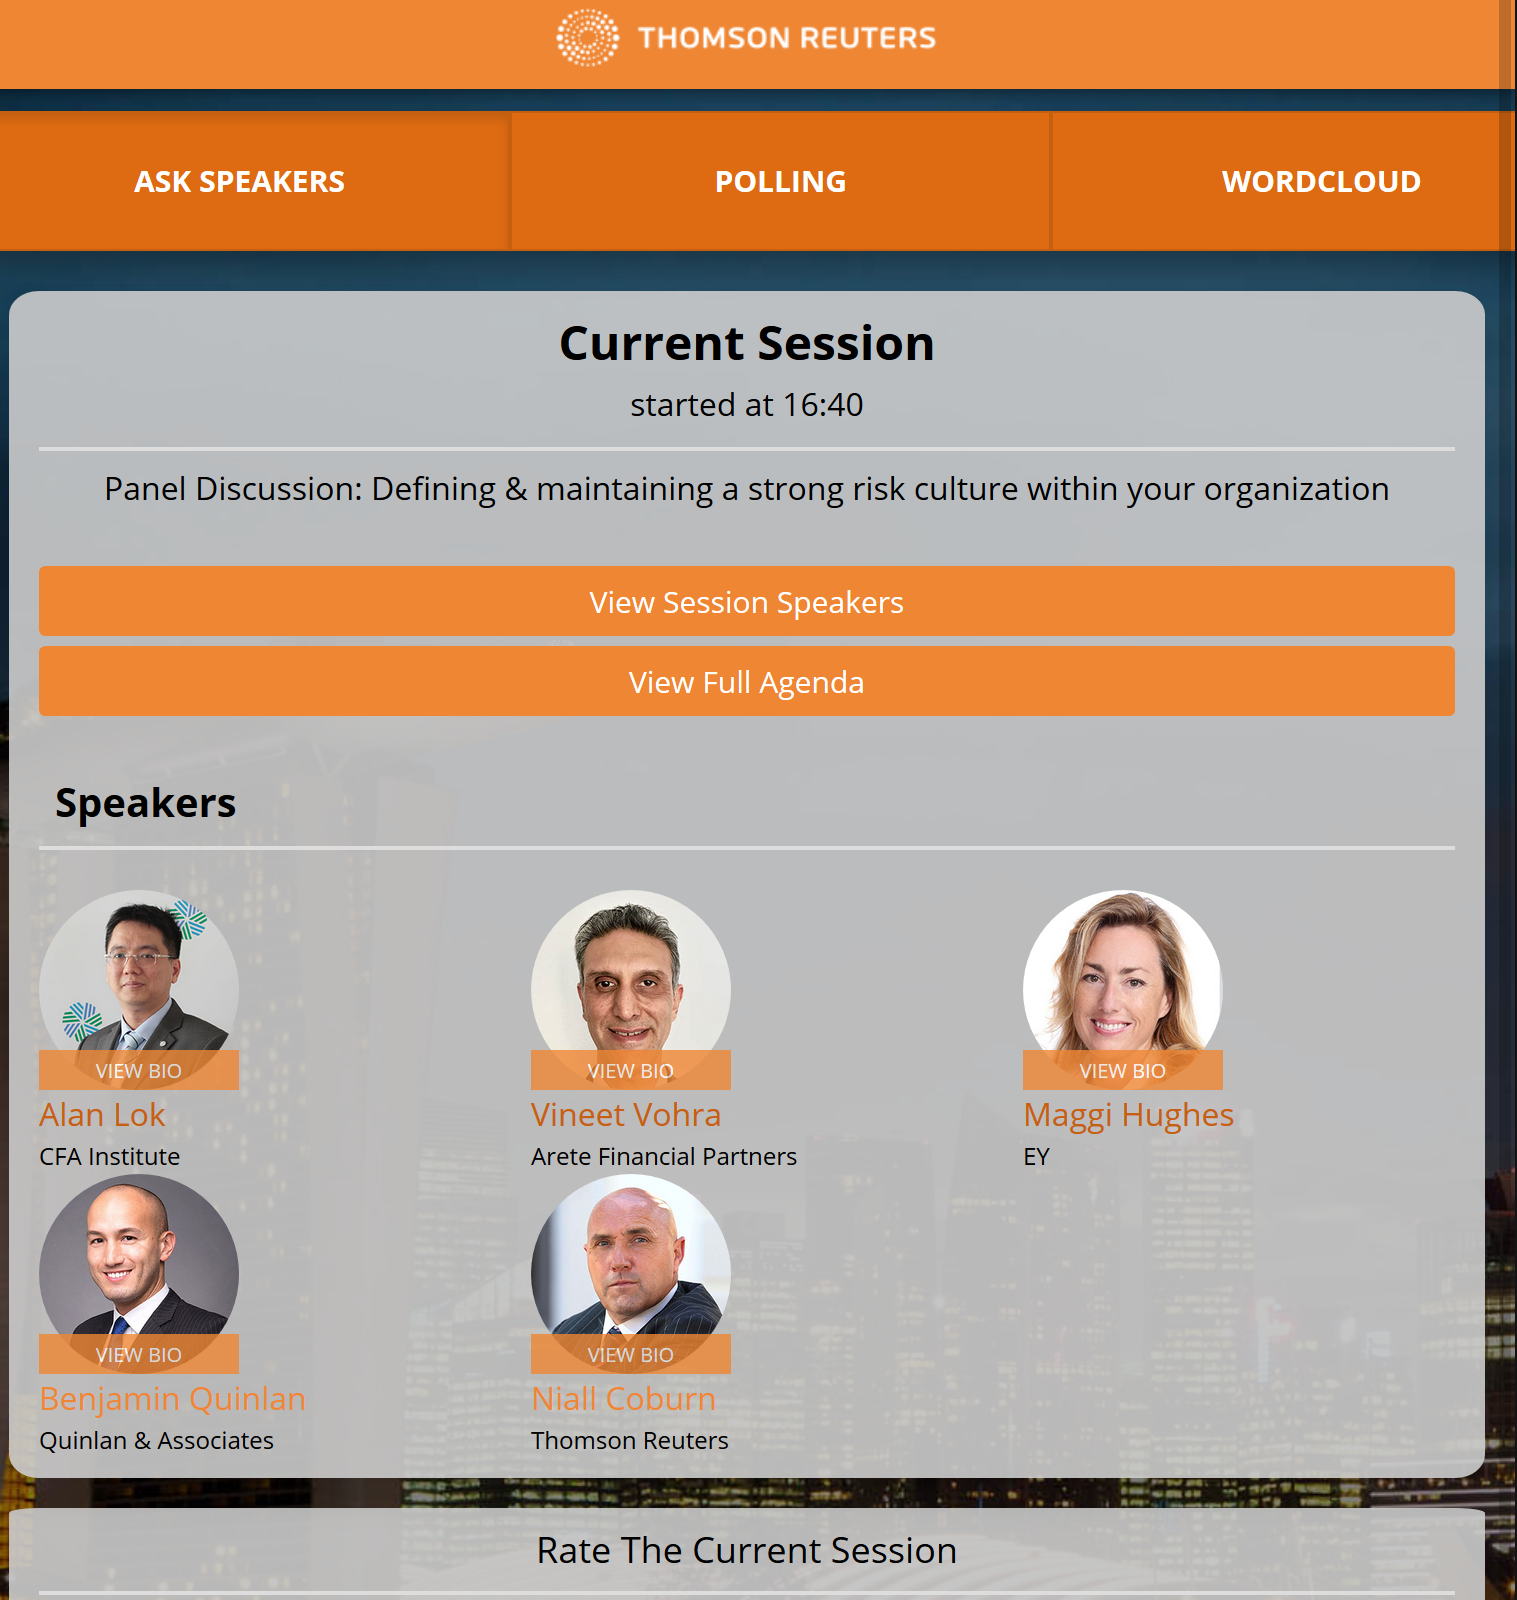 THOMSON REUTERS
ASK SPEAKERS
POLLING
WORDCLOUD
Current Session
started at 16:40
Panel Discussion: Defining & maintaining a strong risk culture within your organization
View Session Speakers
View Full Agenda
Speakers
VIEW BIO
Alan Lok
CFA Institute
VIEW BIO
Vineet Vohra
Arete Financial Partners
VIEW BIO
Maggi Hughes
EY
VIEW BIO
Benjamin Quinlan
Quinlan & Associates
VIEW BIO
Niall Coburn
Thomson Reuters
Rate The Current Session